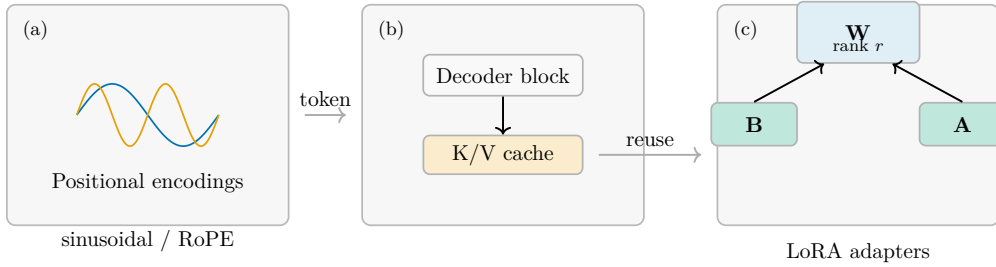 (a)
Positional encodings
sinusoidal / RoPE
token
(b)
Decoder block
K/V cache
reuse
(c)
W
rank r
B
A
LoRA adapters